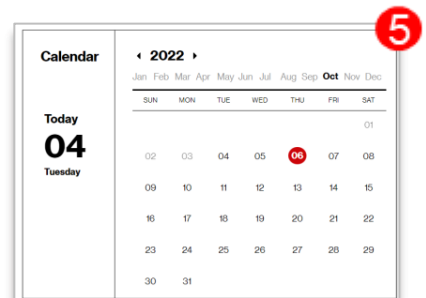 5
Calendar
2022
Jan Feb Mar Apr May Jun Jul Aug Sep Oct Nov Dec
SUN MON TUE WED THU FRI SAT
01
Today
04
Tuesday
02 03 04 05 06 07 08
09 10 11 12 13 14 15
16 17 18 19 20 21 22
23 24 25 26 27 28 29
30 31